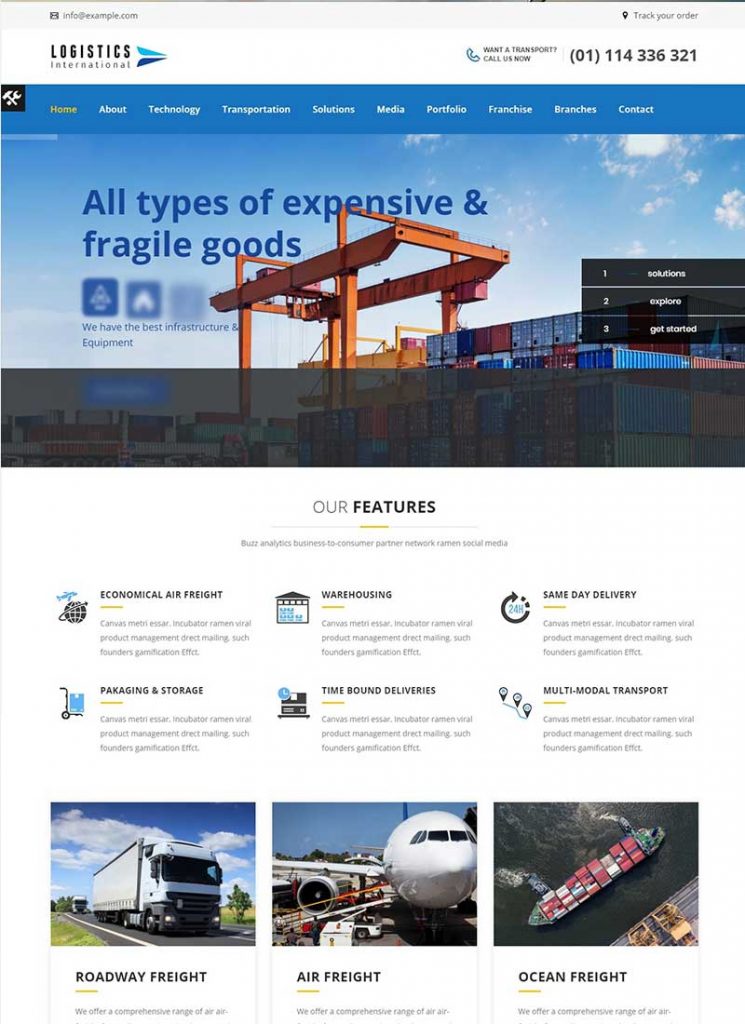 info@example.com
Track your order
LOGISTICS
International
WANT A TRANSPORT?
CALL US NOW
(01) 114 336 321
Home About Technology Transportation Solutions Media Portfolio Franchise Branches Contact
All types of expensive &
fragile goods
We have the best infrastructure &
Equipment
1 solutions
2 explore
3 get started
OUR FEATURES
Buzz analytics business-to-consumer partner network ramen social media
ECONOMICAL AIR FREIGHT
Canvas metri essar. Incubator ramen viral
product management drect mailing. such
founders gamification Effct.
WAREHOUSING
Canvas metri essar. Incubator ramen viral
product management drect mailing. such
founders gamification Effct.
24H
SAME DAY DELIVERY
Canvas metri essar. Incubator ramen viral
product management drect mailing. such
founders gamification Effct.
PAKAGING & STORAGE
Canvas metri essar. Incubator ramen viral
product management drect mailing. such
founders gamification Effct.
TIME BOUND DELIVERIES
Canvas metri essar. Incubator ramen viral
product management drect mailing. such
founders gamification Effct.
MULTI-MODAL TRANSPORT
Canvas metri essar. Incubator ramen viral
product management drect mailing. such
founders gamification Effct.
ROADWAY FREIGHT
We offer a comprehensive range of air air-
AIR FREIGHT
We offer a comprehensive range of air air-
OCEAN FREIGHT
We offer a comprehensive range of air air-